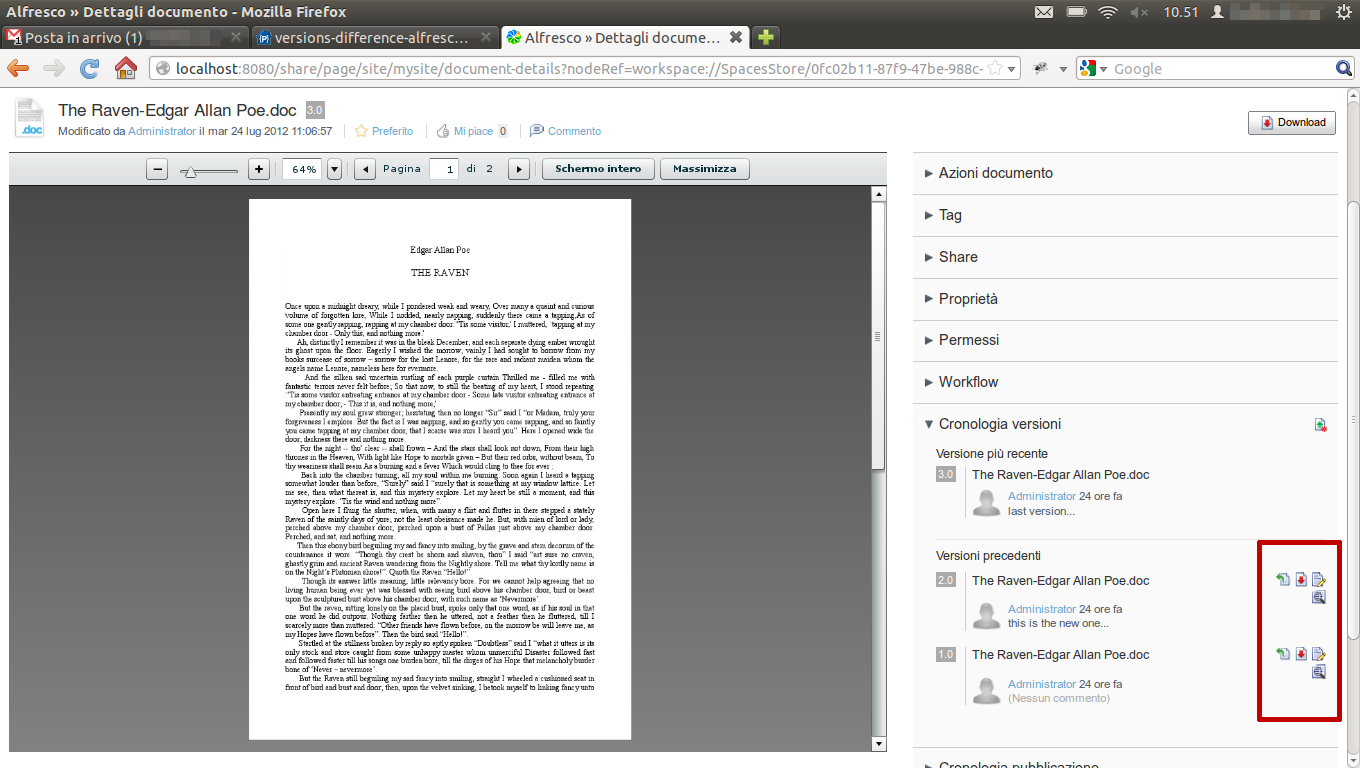 Alfresco » Dettagli documento - Mozilla Firefox
10.51
Posta in arrivo (1)
versions-difference-alfresc...
Alfresco » Dettagli docume...
localhost:8080/share/page/site/mysite/document-details?nodeRef=workspace://SpacesStore/0fc02b11-87f9-47be-988c-
Google
The Raven-Edgar Allan Poe.doc 3.0
.doc
Modificato da Administrator il mar 24 lug 2012 11:06:57
Preferito
Mi piace 0
Commento
Download
64%
Pagina 1 di 2
Schermo intero
Massimizza
Edgar Allan Poe
THE RAVEN
Once upon a midnight dreary, while I pondered weak and weary, Over many a quaint and curious
volume of forgotten lore, While I nodded, nearly napping, suddenly there came a tapping,As of
some one gently rapping, rapping at my chamber door. 'Tis some visitor,' I muttered, 'tapping at my
chamber door - Only this, and nothing more.'
Ah, distinctly I remember it was in the bleak December, and each separate dying ember wrought
its ghost upon the floor. Eagerly I wished the morrow; vainly I had sought to borrow from my
books surcease of sorrow – sorrow for the lost Lenore, for the rare and radiant maiden whom the
angels name Lenore, nameless here for evermore.
And the silken sad uncertain rustling of each purple curtain Thrilled me - filled me with
fantastic terrors never felt before; So that now, to still the beating of my heart, I stood repeating
'Tis some visitor entreating entrance at my chamber door - Some late visitor entreating entrance at
my chamber door, - This it is, and nothing more,'
Presently my soul grew stronger; hesitating then no longer “Sir” said I “or Madam, truly your
forgiveness I implore. But the fact is I was napping, and so gently you came rapping, and so faintly
you came tapping at my chamber door, that I scarce was sure I heard you” Here I opened wide the
door; darkness there and nothing more.
For the night -- tho' clear -- shall frown – And the stars shall look not down, From their high
thrones in the Heaven, With light like Hope to mortals given – But their red orbs, without beam, To
thy weariness shall seem As a burning and a fever Which would cling to thee for ever :
Back into the chamber turning, all my soul within me burning. Soon again I heard a tapping
somewhat louder than before, “Surely” said I “surely that is something at my window lattice. Let
me see, then what thereat is, and this mystery explore. Let my heart be still a moment, and this
mystery explore. 'Tis the wind and nothing more”.
Open here I flung the shutter, when, with many a flirt and flutter in there stepped a stately
Raven of the saintly days of yore; not the least obeisance made he. But, with mien of lord or lady,
perched above my chamber door, perched upon a bust of Pallas just above my chamber door.
Perched, and sat, and nothing more.
Then this ebony bird beguiling my sad fancy into smiling, by the grave and stern decorum of the
countenance it wore. “Though thy crest be shorn and shaven, thou” I said “art sure no craven,
ghastly grim and ancient Raven wandering from the Nightly shore. Tell me what thy lordly name is
on the Night's Plutonian shore!”. Quoth the Raven “Hello!”.
Though its answer little meaning, little relevancy bore. For we cannot help agreeing that no
living human being ever yet was blessed with seeing bird above his chamber door, bird or beast
upon the sculptured bust above his chamber door, with such name as 'Nevermore'.
But the raven, sitting lonely on the placid bust, spoke only that one word, as if his soul in that
one word he did outpour. Nothing farther then he uttered, not a feather then he fluttered, till I
scarcely more than muttered: “Other friends have flown before, on the morrow be will leave me, as
my Hopes have flown before”. Then the bird said “Hello!”.
Startled at the stillness broken by reply so aptly spoken “Doubtless” said I “what it utters is its
only stock and store caught from some unhappy master whom unmerciful Disaster followed fast
and followed faster till his songs one burden bore, till the dirges of his Hope that melancholy burder
bone of 'Never – nevermore'.
But the Raven still beguiling my sad fancy into smiling, straight I wheeled a cushioned seat in
front of bird and bust and door; then, upon the velvet sinking, I betook myself to linking fancy unto
Azioni documento
Tag
Share
Proprietà
Permessi
Workflow
Cronologia versioni
Versione più recente
3.0 The Raven-Edgar Allan Poe.doc
Administrator 24 ore fa
last version...
Versioni precedenti
2.0 The Raven-Edgar Allan Poe.doc
Administrator 24 ore fa
this is the new one...
1.0 The Raven-Edgar Allan Poe.doc
Administrator 24 ore fa
(Nessun commento)
Cronologia pubblicazione